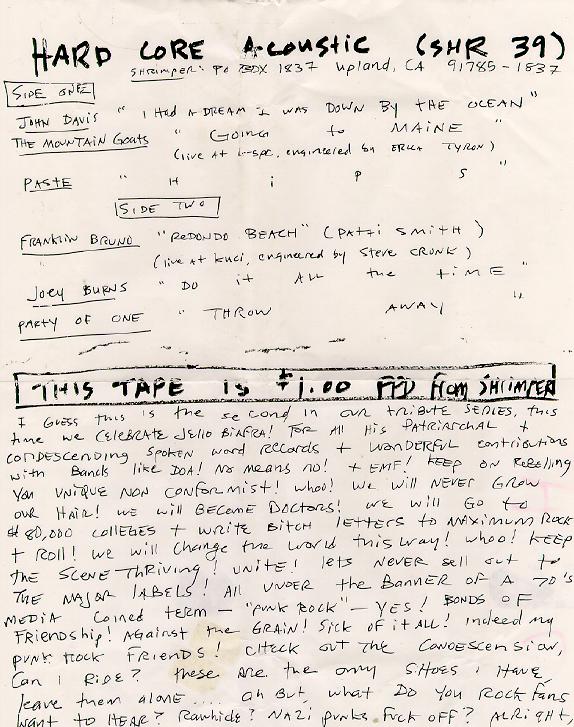 HARD CORE ACOUSTIC (SHR 39)
SHRIMPER: PO BOX 1837 upland, CA 91785-1837
SIDE ONE
JOHN DAVIS " I HAD A DREAM I WAS DOWN BY THE OCEAN "
THE MOUNTAIN GOATS " GOING to MAINE "
(live at k-spc, engineered by ERIKA TYRON)
PASTE " H i P S "
SIDE TWO
FRANKLIN BRUNO "REDONDO BEACH" (PATTI SMITH)
" (live at kuci, engineered by STEVE CRONK)
Joey BURNS " DO it ALL the tiME "
PARTY OF ONE " THROW AWAY "
THIS TAPE is $1.00 PPD from SHRIMPER
I GUESS this is the second in our tribute SERIES, this
time we CELEBRATE JELLO BIAFRA! FOR All His PATRIARCHAL +
CONDESCENDING SPOKEN WORD RECORDS + WONDERFUL contributions
with BANDS like DOA! NO MEANS NO! + EMF! KEEP ON REBELLING
YOU UNIQUE NON CONFORMIST! whoo! WE will NEVER GROW
OUR HAIR! WE will BECOME DOCTORS! WE will GO to
$80,000 COLLEGES + WRITE BITCH LETTERS to MAXIMUM ROCK
+ ROLL! WE will CHANGE the WORLD this WAY! whoo! KEEP
the SCENE THRIVING! UNITE! lets NEVER SELL OUT to
THE MAJOR LABELS! All UNDER the BANNER OF A 70's
MEDIA COINED TERM — "PUNK ROCK" — YES! BONDS OF
FRIENDSHIP! AGAINST the GRAIN! SICK OF it ALL! Indeed my
PUNK ROCK FRIENDS! CHECK OUT the CONDESCENSION,
CAN I RIDE? these ARE the ONLY SHOES I HAVE,
leave them alone .... oh BUT, what DO YOU ROCK FANS
WANT to HEAR? RAWHIDE? NAZI PUNKS FUCK OFF? ALRIGHT,